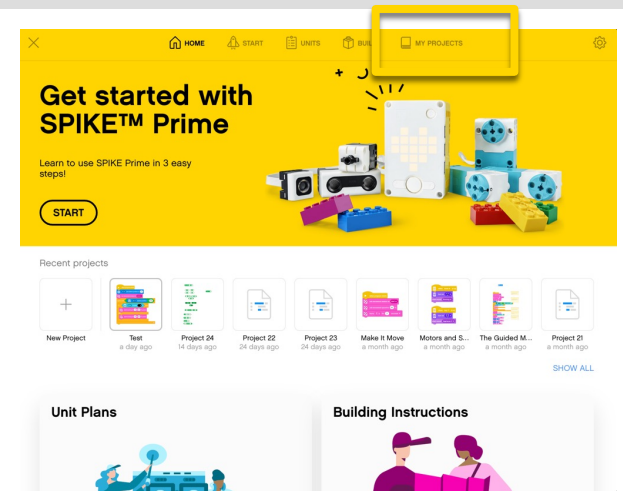 HOME START UNITS BUIL MY PROJECTS
Get started with
SPIKE™ Prime
Learn to use SPIKE Prime in 3 easy
steps!
START
Recent projects
New Project Test Project 24 Project 22 Project 23 Make It Move Motors and S... The Guided M... Project 21
a day ago 14 days ago 24 days ago 24 days ago a month ago a month ago a month ago a month ago
SHOW ALL
Unit Plans Building Instructions